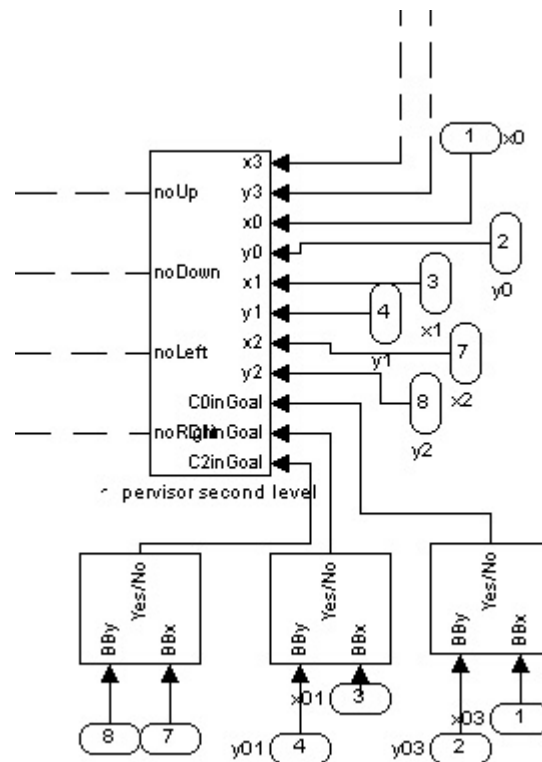 1 x0
x3
noUp y3
x0
y0 2
y0
noDown x1 3
y1 4 x1
y1
noLeft x2 7
x2
y2 8
y2
C0inGoal
inGoal
C2inGoal
pervisor second level
Yes/No Yes/No Yes/No
BBy BBx BBy BBx BBy BBx
x01 3 x03 1
8 7 y01 4 y03 2